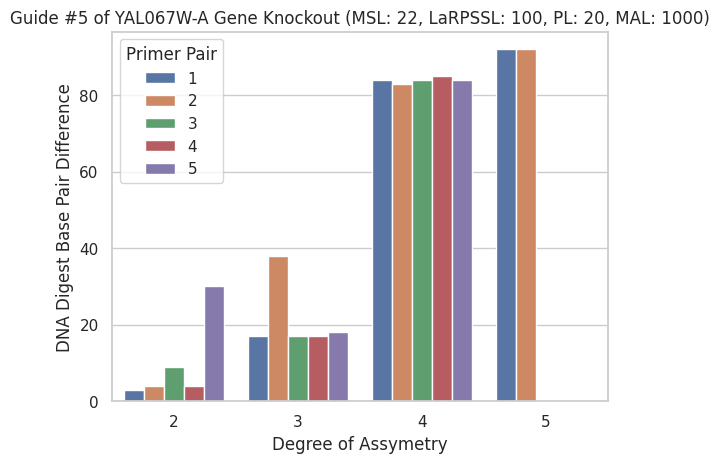 Guide #5 of YAL067W-A Gene Knockout (MSL: 22, LaRPSSL: 100, PL: 20, MAL: 1000)
Primer Pair
1
2
3
4
5
DNA Digest Base Pair Difference
80
60
40
20
0
2 3 4 5
Degree of Assymetry